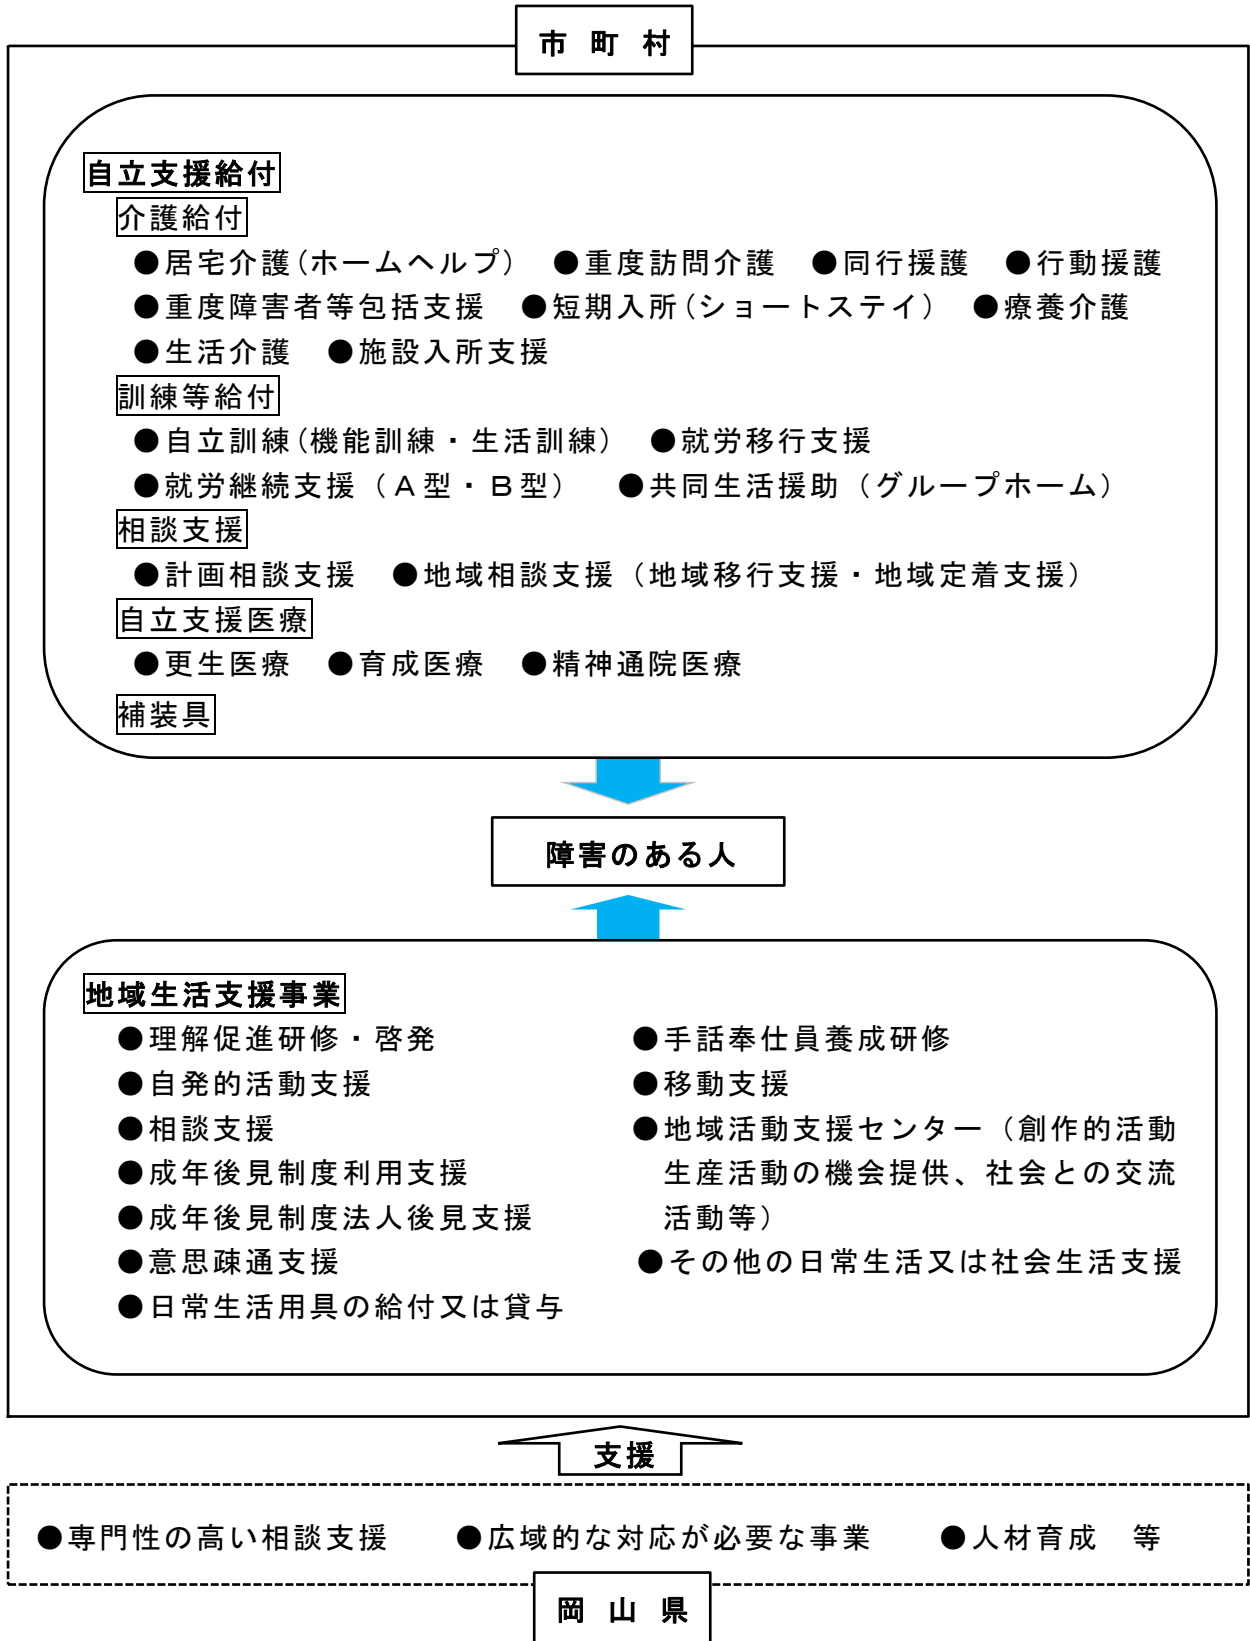 市 町 村
自立支援給付
介護給付
●居宅介護(ホームヘルプ) ●重度訪問介護 ●同行援護 ●行動援護
●重度障害者等包括支援 ●短期入所(ショートステイ) ●療養介護
●生活介護 ●施設入所支援
訓練等給付
●自立訓練(機能訓練・生活訓練) ●就労移行支援
●就労継続支援（Ａ型・Ｂ型） ●共同生活援助（グループホーム）
相談支援
●計画相談支援 ●地域相談支援（地域移行支援・地域定着支援）
自立支援医療
●更生医療 ●育成医療 ●精神通院医療
補装具
障害のある人
地域生活支援事業
●理解促進研修・啓発
●自発的活動支援
●相談支援
●成年後見制度利用支援
●成年後見制度法人後見支援
●意思疎通支援
●日常生活用具の給付又は貸与
●手話奉仕員養成研修
●移動支援
●地域活動支援センター（創作的活動
生産活動の機会提供、社会との交流
活動等）
●その他の日常生活又は社会生活支援
支援
●専門性の高い相談支援 ●広域的な対応が必要な事業 ●人材育成 等
岡 山 県